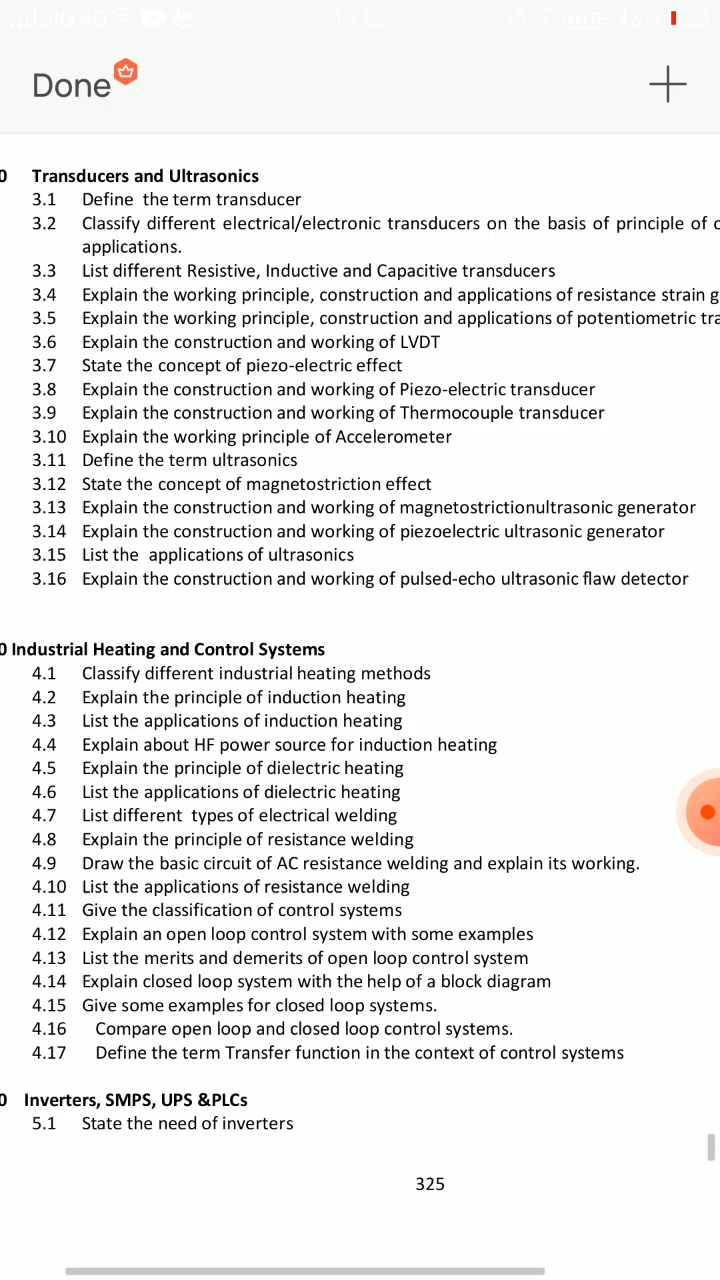 JIO 4G 19:52 VoLTE 13%
Done
0 Transducers and Ultrasonics
3.1 Define the term transducer
3.2 Classify different electrical/electronic transducers on the basis of principle of
applications.
3.3 List different Resistive, Inductive and Capacitive transducers
3.4 Explain the working principle, construction and applications of resistance strain g
3.5 Explain the working principle, construction and applications of potentiometric tra
3.6 Explain the construction and working of LVDT
3.7 State the concept of piezo-electric effect
3.8 Explain the construction and working of Piezo-electric transducer
3.9 Explain the construction and working of Thermocouple transducer
3.10 Explain the working principle of Accelerometer
3.11 Define the term ultrasonics
3.12 State the concept of magnetostriction effect
3.13 Explain the construction and working of magnetostrictionultrasonic generator
3.14 Explain the construction and working of piezoelectric ultrasonic generator
3.15 List the applications of ultrasonics
3.16 Explain the construction and working of pulsed-echo ultrasonic flaw detector
0 Industrial Heating and Control Systems
4.1 Classify different industrial heating methods
4.2 Explain the principle of induction heating
4.3 List the applications of induction heating
4.4 Explain about HF power source for induction heating
4.5 Explain the principle of dielectric heating
4.6 List the applications of dielectric heating
4.7 List different types of electrical welding
4.8 Explain the principle of resistance welding
4.9 Draw the basic circuit of AC resistance welding and explain its working.
4.10 List the applications of resistance welding
4.11 Give the classification of control systems
4.12 Explain an open loop control system with some examples
4.13 List the merits and demerits of open loop control system
4.14 Explain closed loop system with the help of a block diagram
4.15 Give some examples for closed loop systems.
4.16 Compare open loop and closed loop control systems.
4.17 Define the term Transfer function in the context of control systems
0 Inverters, SMPS, UPS &PLCs
5.1 State the need of inverters
325